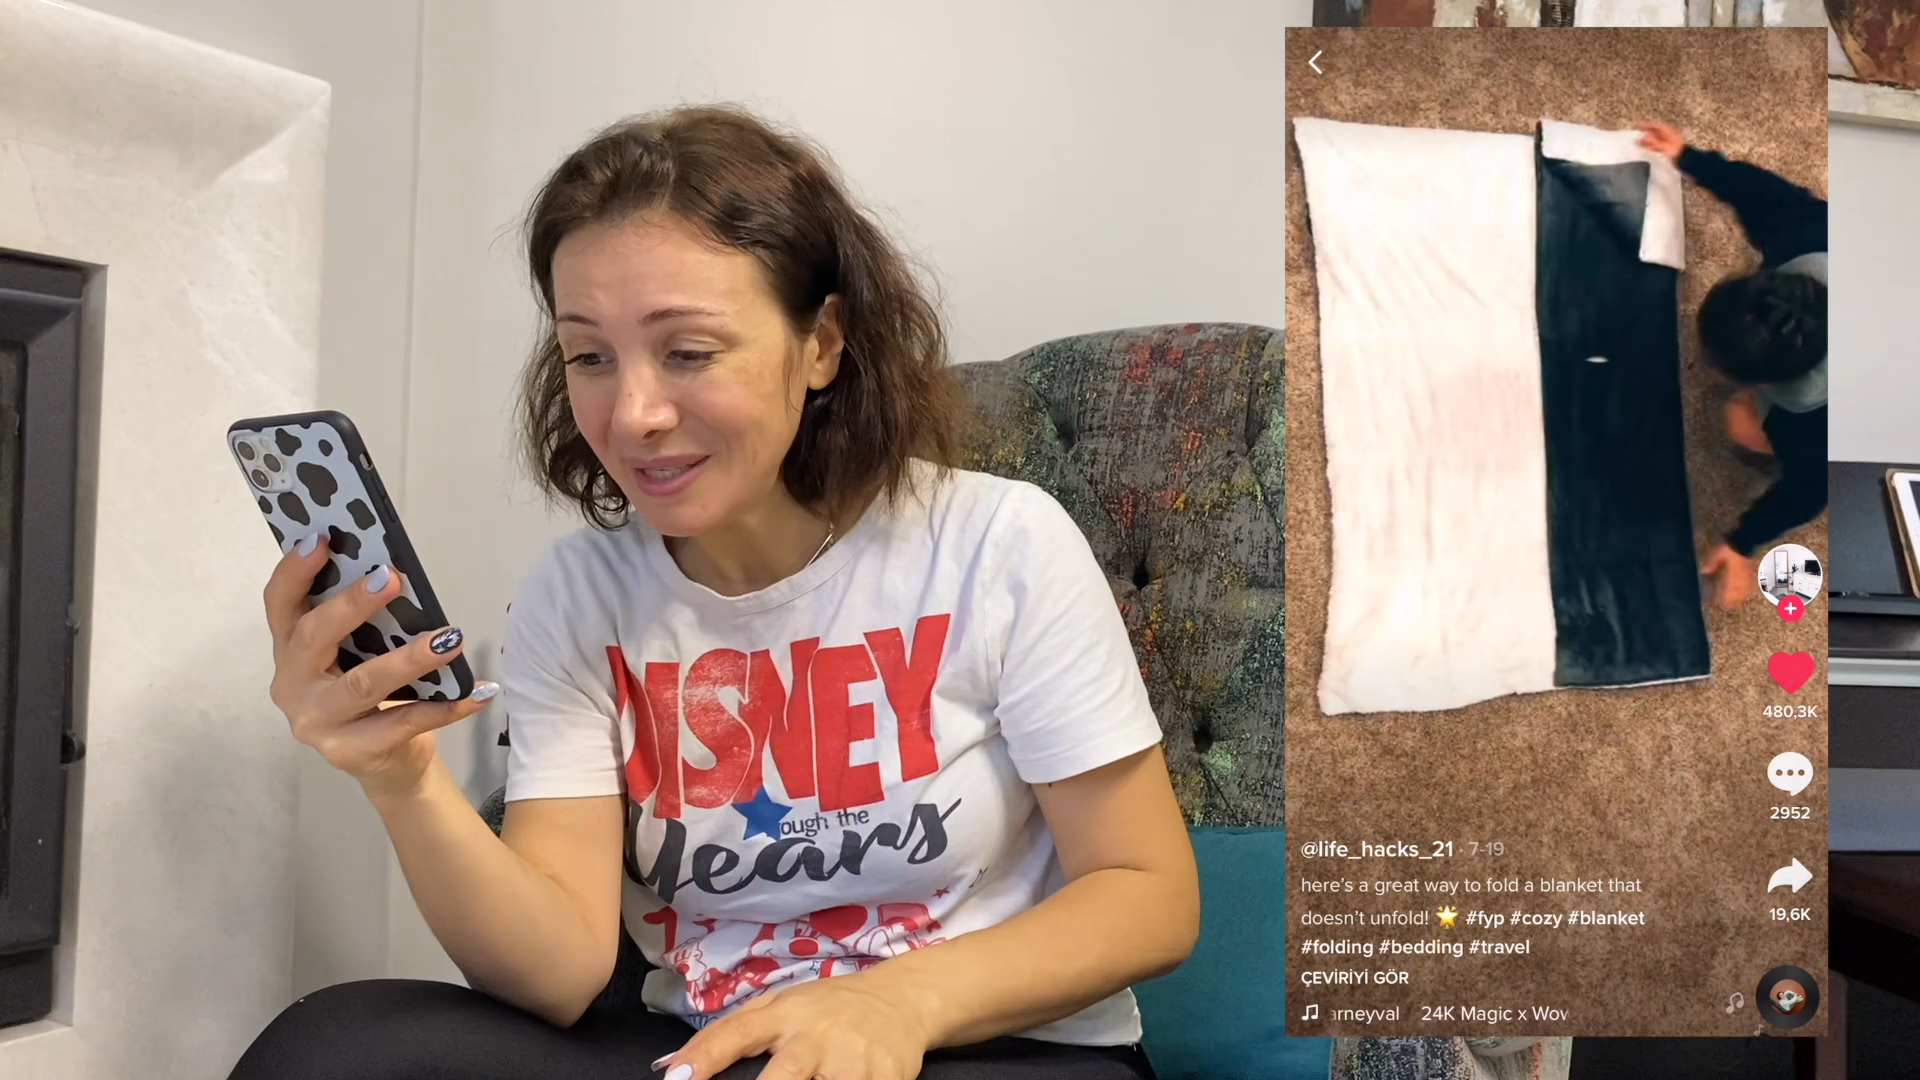 DISNEY
ough the
Years
480,3K
2952
19,6K
@life_hacks_21 · 7-19
here's a great way to fold a blanket that
doesn't unfold! 🌟 #fyp #cozy #blanket
#folding #bedding #travel
ÇEVİRİYİ GÖR
arneyval 24K Magic x Wov